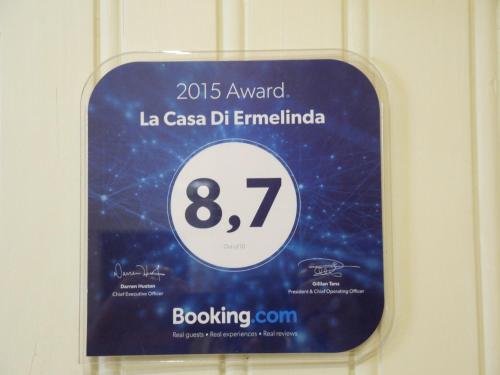 2015 Award.
La Casa Di Ermelinda
8,7
Out of 10
Darren Huston
Chief Executive Officer
Gillian Tans
President & Chief Operating Officer
Booking.com
Real guests • Real experiences • Real reviews